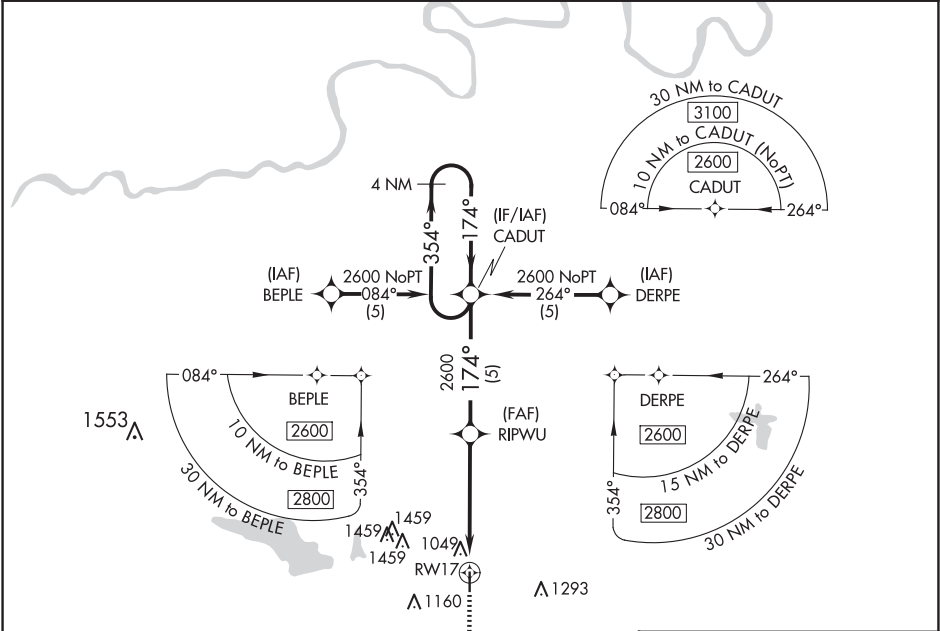 30 NM to CADUT
3100
10 NM to CADUT (NoPT)
2600
CADUT
084°
264°
4 NM
354°
174°
(IF/IAF)
CADUT
(IAF)
BEPLE
2600 NoPT
084°
(5)
2600 NoPT
264°
(5)
(IAF)
DERPE
2600
174°
(5)
084°
BEPLE
2600
10 NM to BEPLE
354°
2800
30 NM to BEPLE
264°
DERPE
2600
15 NM to DERPE
354°
2800
30 NM to DERPE
(FAF)
RIPWU
1553
1459
1459
1459
1049
RW17
1160
1293